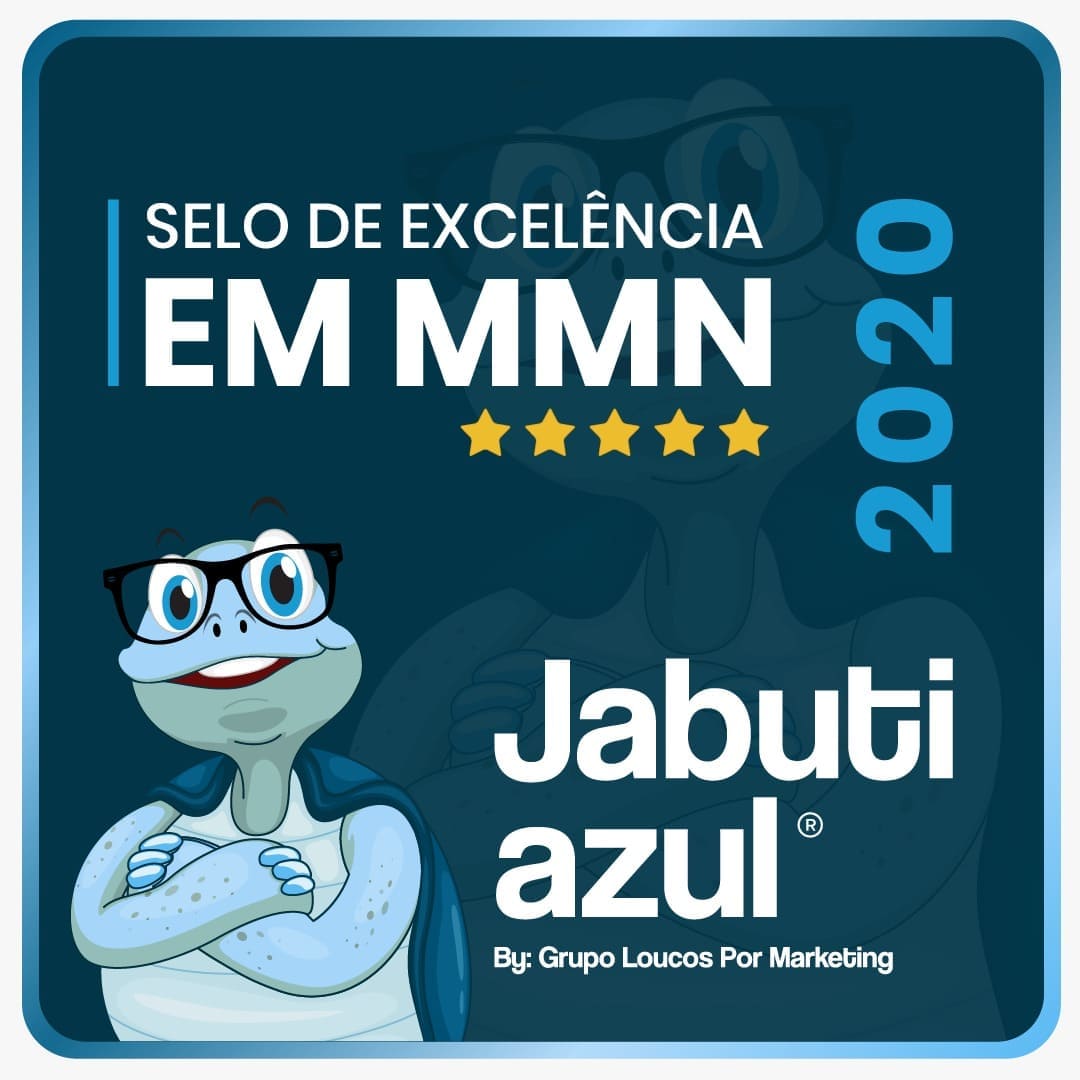 SELO DE EXCELÊNCIA
EM MMN
2020
Jabuti
azul®
By: Grupo Loucos Por Marketing